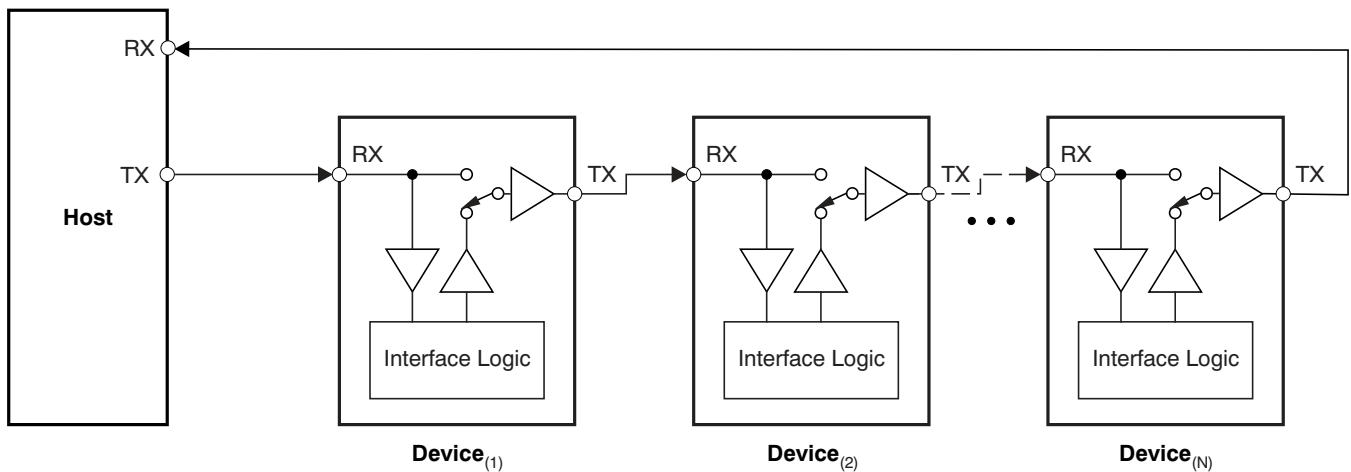 RX
TX
Host
RX
TX
Interface Logic
Device(1)
RX
TX
Interface Logic
Device(2)
• • •
RX
TX
Interface Logic
Device(N)